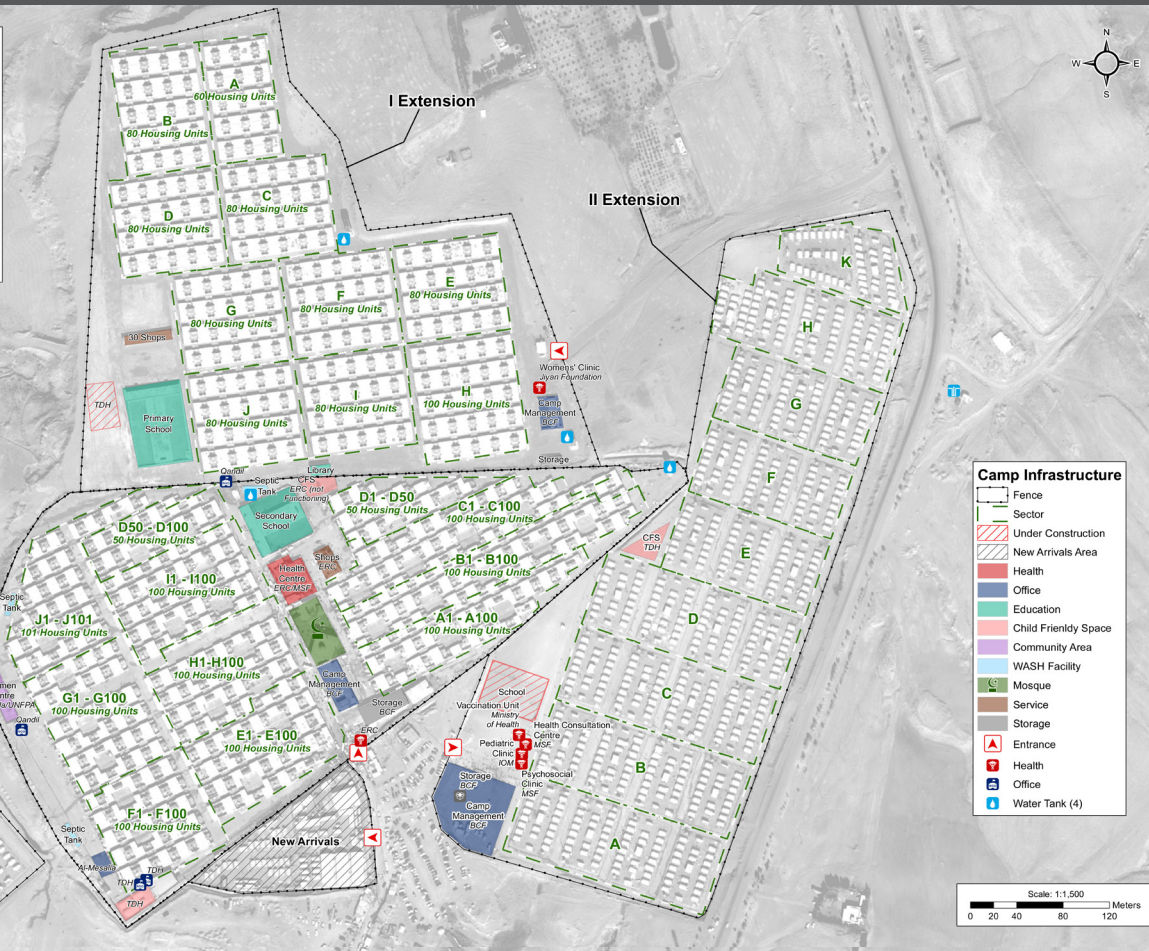 N
W
E
S
I Extension
II Extension
A
60 Housing Units
B
80 Housing Units
C
80 Housing Units
D
80 Housing Units
E
80 Housing Units
F
80 Housing Units
G
80 Housing Units
30 Shops
H
100 Housing Units
I
80 Housing Units
J
80 Housing Units
TDH
Primary
School
Womens' Clinic
Jiyan Foundation
Camp
Management
BCF
Storage
Qandil
Septic
Tank
Library
CFS
ERC (not
Functioning)
Secondary
School
D1 - D50
50 Housing Units
C1 - C100
100 Housing Units
D50 - D100
50 Housing Units
B1 - B100
100 Housing Units
Shops
ERC
Health
Centre
ERC/MSF
I1 - I100
100 Housing Units
Septic
Tank
J1 - J101
101 Housing Units
A1 - A100
100 Housing Units
H1-H100
100 Housing Units
Camp
Management
BCF
Storage
BCF
G1 - G100
100 Housing Units
men
ntre
la/UNFPA
Qandil
E1 - E100
100 Housing Units
ERC
F1 - F100
100 Housing Units
Septic
Tank
Al-Mesalla
TDH
TDH
TDH
New Arrivals
K
H
G
F
E
D
C
B
A
CFS
TDH
School
Vaccination Unit
Ministry
of Health
Health Consultation
Centre
MSF
Pediatric
Clinic
IOM
Psychosocial
Clinic
MSF
Storage
BCF
Camp
Management
BCF
Camp Infrastructure
Fence
Sector
Under Construction
New Arrivals Area
Health
Office
Education
Child Frienldy Space
Community Area
WASH Facility
Mosque
Service
Storage
Entrance
Health
Office
Water Tank (4)
Scale: 1:1,500
Meters
0 20 40 80 120